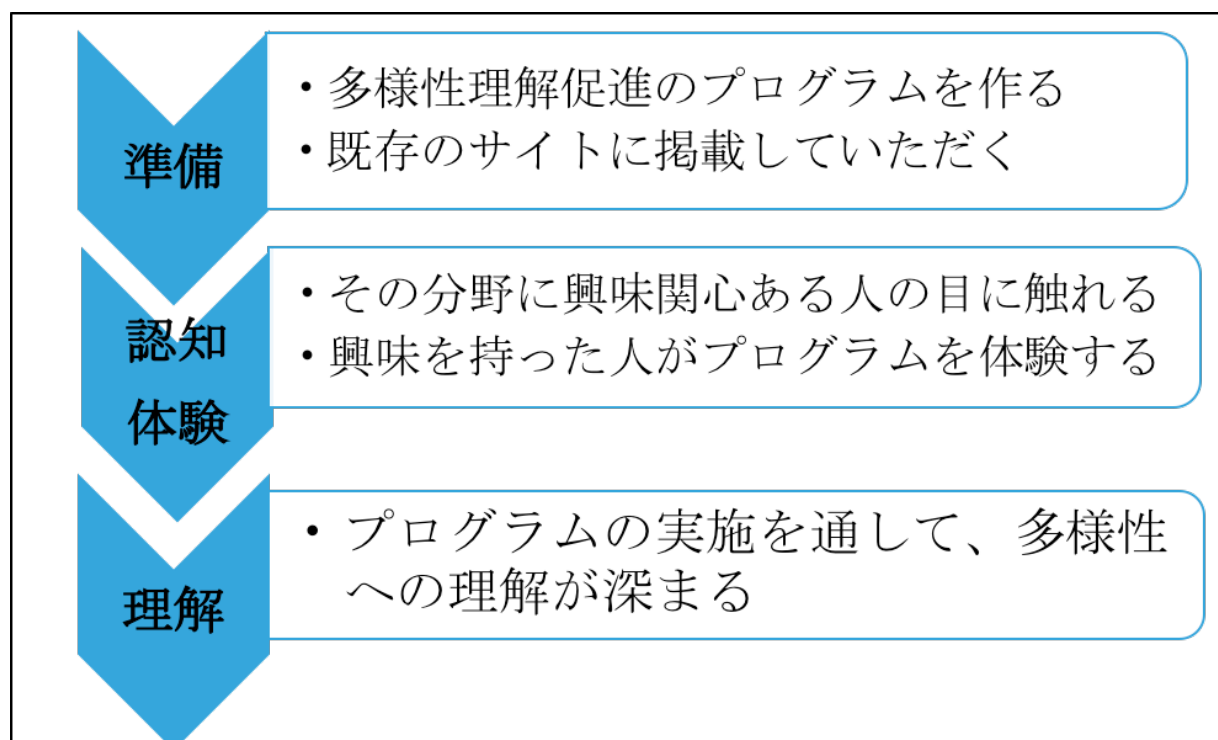 準備
・多様性理解促進のプログラムを作る
・既存のサイトに掲載していただく
認知
体験
・その分野に興味関心ある人の目に触れる
・興味を持った人がプログラムを体験する
理解
・プログラムの実施を通して、多様性
への理解が深まる